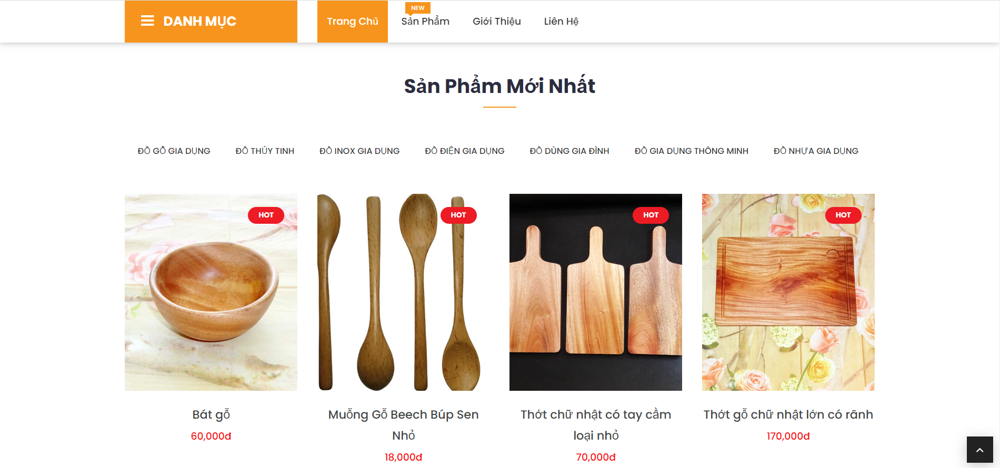 DANH MỤC
Trang Chủ
NEW
Sản Phẩm
Giới Thiệu
Liên Hệ
Sản Phẩm Mới Nhất
ĐỒ GỖ GIA DỤNG
ĐỒ THỦY TINH
ĐỒ INOX GIA DỤNG
ĐỒ ĐIỆN GIA DỤNG
ĐỒ DÙNG GIA ĐÌNH
ĐỒ GIA DỤNG THÔNG MINH
ĐỒ NHỰA GIA DỤNG
HOT
Bát gỗ
60,000đ
HOT
Muỗng Gỗ Beech Búp Sen
Nhỏ
18,000đ
HOT
Thớt chữ nhật có tay cầm
loại nhỏ
70,000đ
HOT
Thớt gỗ chữ nhật lớn có rãnh
170,000đ